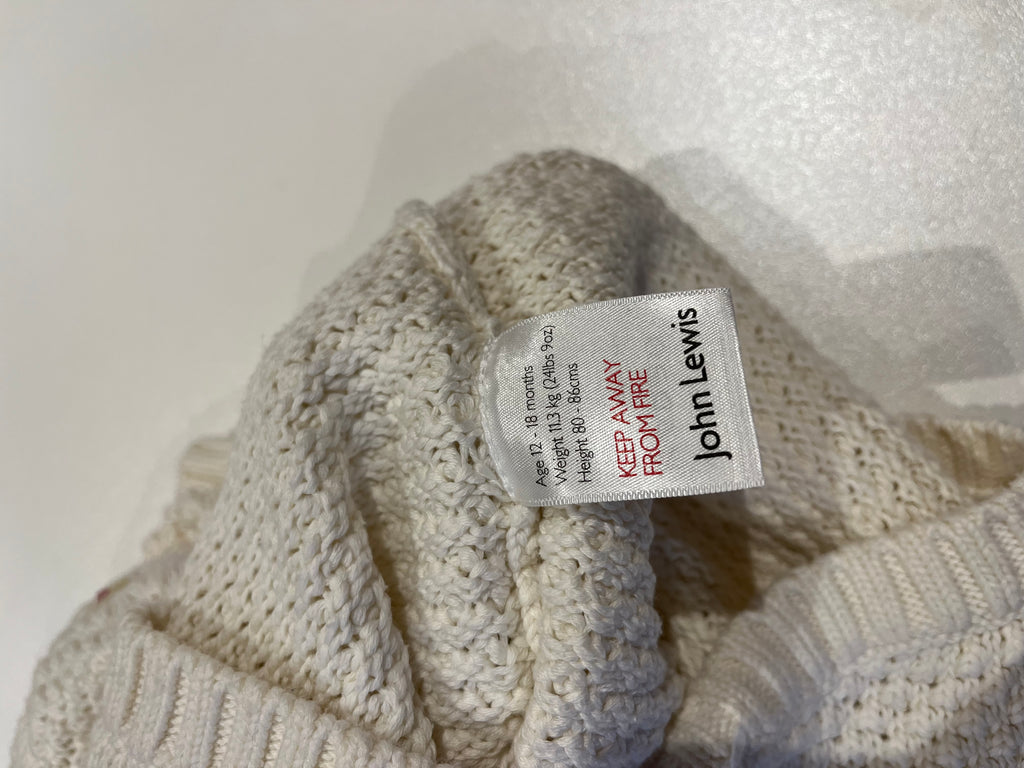 Age 12 - 18 months
Weight 11.3 kg (24lbs 9oz)
Height 80 - 86cms
KEEP AWAY
FROM FIRE
John Lewis